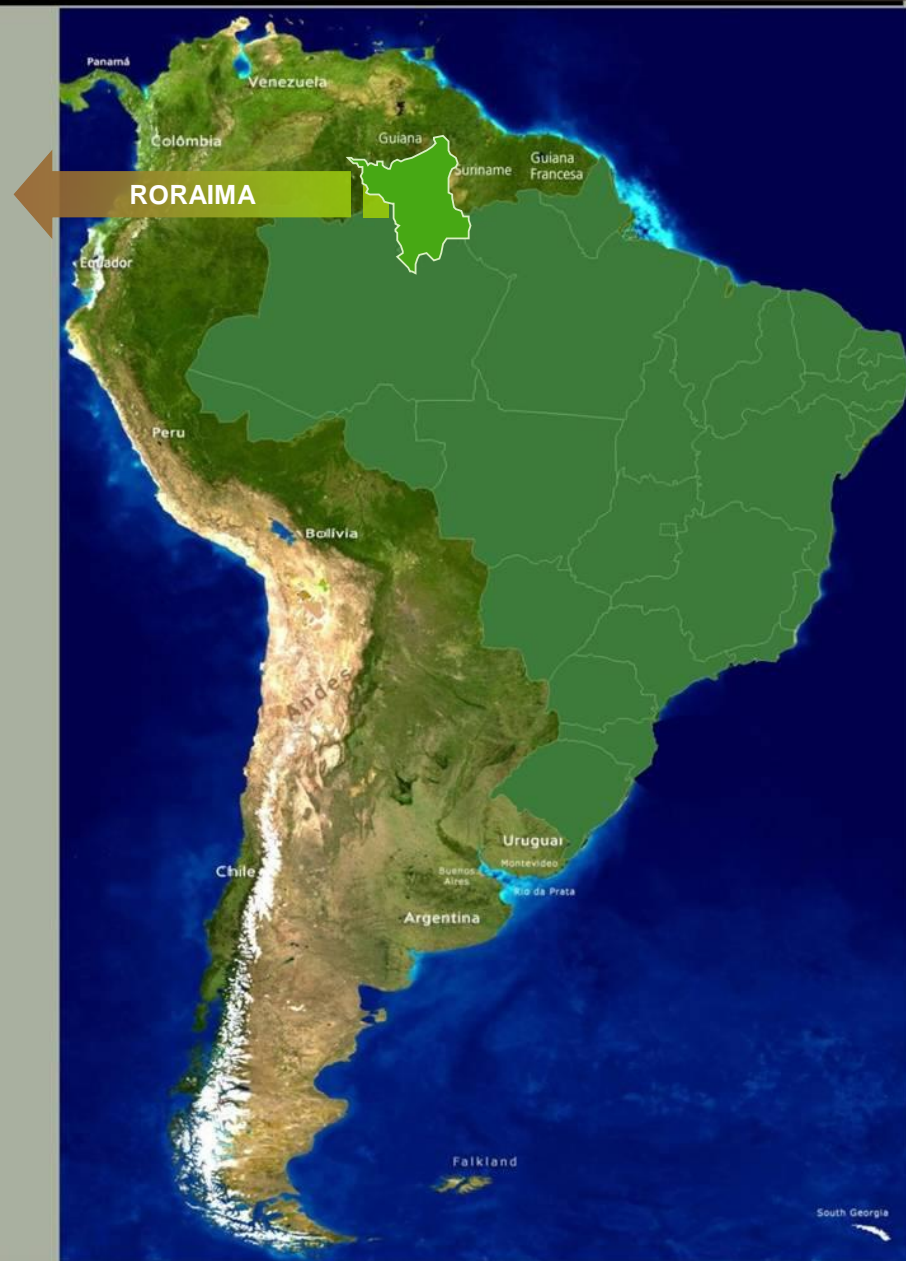 Panamá
Venezuela
Colômbia
Guiana
Suriname
Guiana
Francesa
RORAIMA
Equador
Peru
Bolívia
Andes
Uruguai
Montevideo
Buenos
Aires
Rio da Prata
Chile
Argentina
Falkland
South Georgia